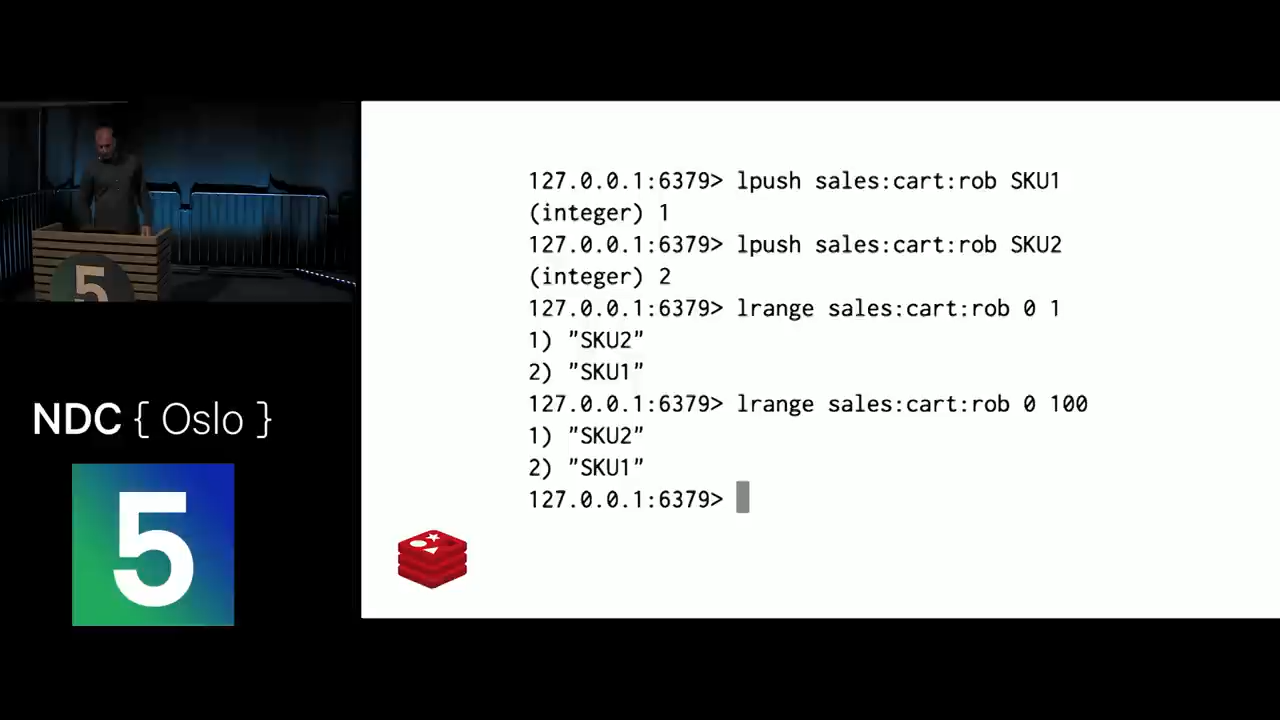 127.0.0.1:6379> lpush sales:cart:rob SKU1
(integer) 1
127.0.0.1:6379> lpush sales:cart:rob SKU2
(integer) 2
127.0.0.1:6379> lrange sales:cart:rob 0 1
1) "SKU2"
2) "SKU1"
127.0.0.1:6379> lrange sales:cart:rob 0 100
1) "SKU2"
2) "SKU1"
127.0.0.1:6379>
5
NDC { Oslo }
5